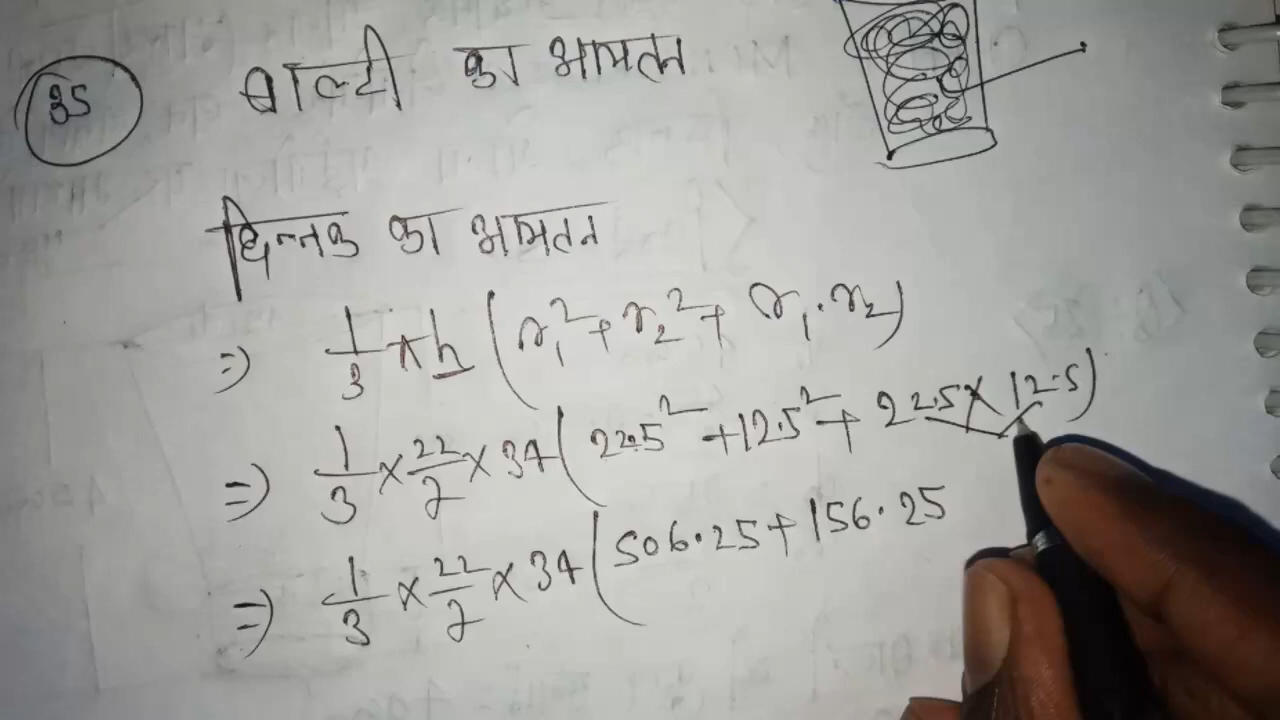 35
बाल्टी का आयतन
छिन्नक का आयतन
⇒ 1/3 πh (r₁² + r₂² + r₁.r₂)
⇒ 1/3 × 22/7 × 34 (22.5² + 12.5² + 22.5 × 12.5)
⇒ 1/3 × 22/7 × 34 (506.25 + 156.25